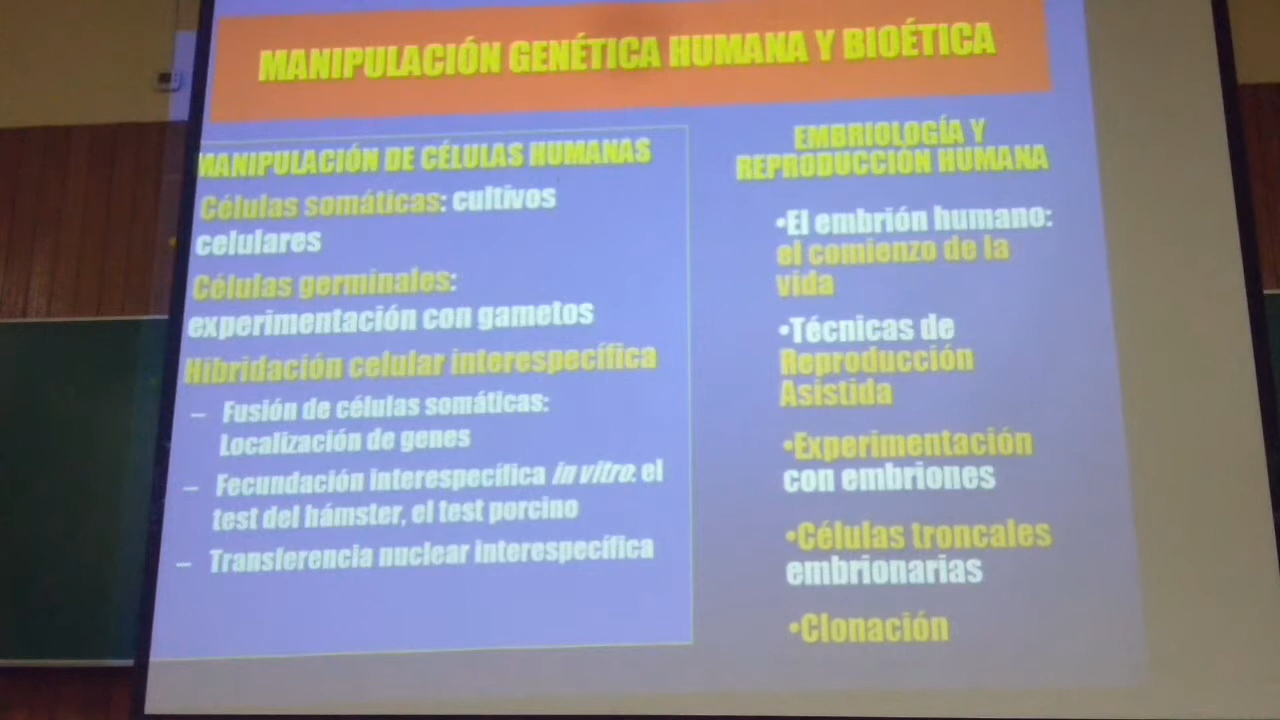 MANIPULACIÓN GENÉTICA HUMANA Y BIOÉTICA
MANIPULACIÓN DE CÉLULAS HUMANAS
Células somáticas: cultivos
celulares
Células germinales:
experimentación con gametos
Hibridación celular interespecífica
– Fusión de células somáticas:
Localización de genes
– Fecundación interespecífica in vitro: el
test del hámster, el test porcino
– Transferencia nuclear interespecífica
EMBRIOLOGÍA Y
REPRODUCCIÓN HUMANA
•El embrión humano:
el comienzo de la
vida
•Técnicas de
Reproducción
Asistida
•Experimentación
con embriones
•Células troncales
embrionarias
•Clonación